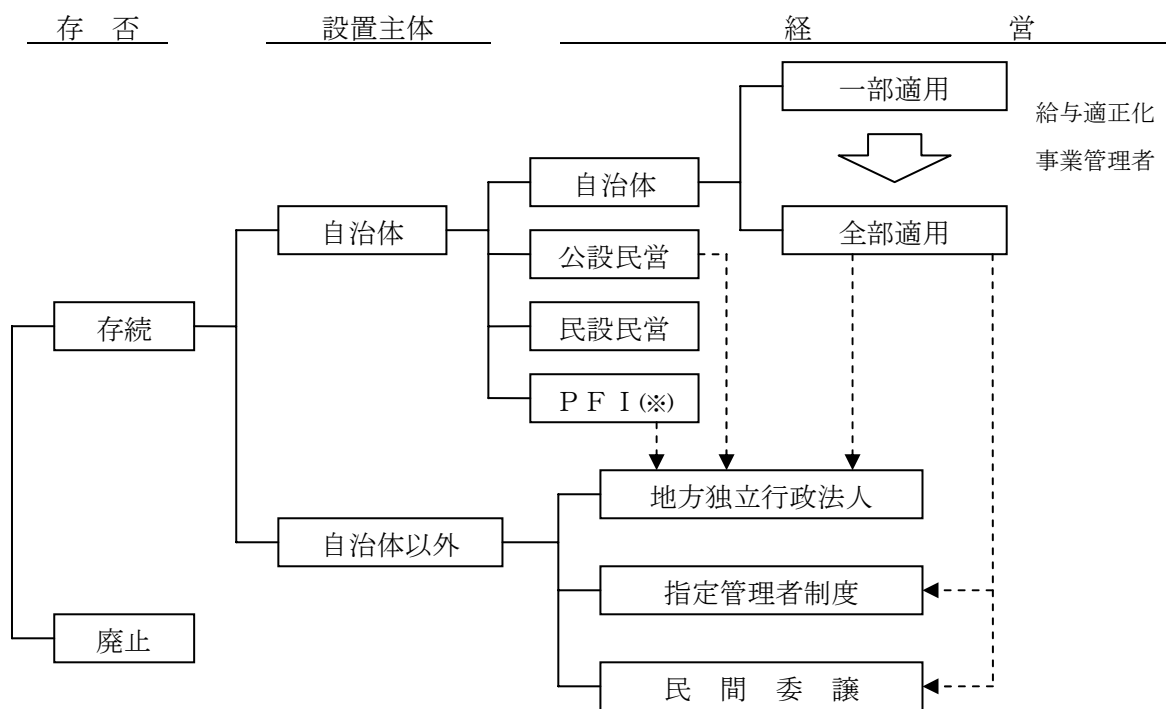 存　否
設置主体
経　　　　　営
一部適用
給与適正化
事業管理者
自治体
自治体
全部適用
公設民営
存続
民設民営
ＰＦＩ(※)
地方独立行政法人
自治体以外
指定管理者制度
廃止
民　間　委　譲